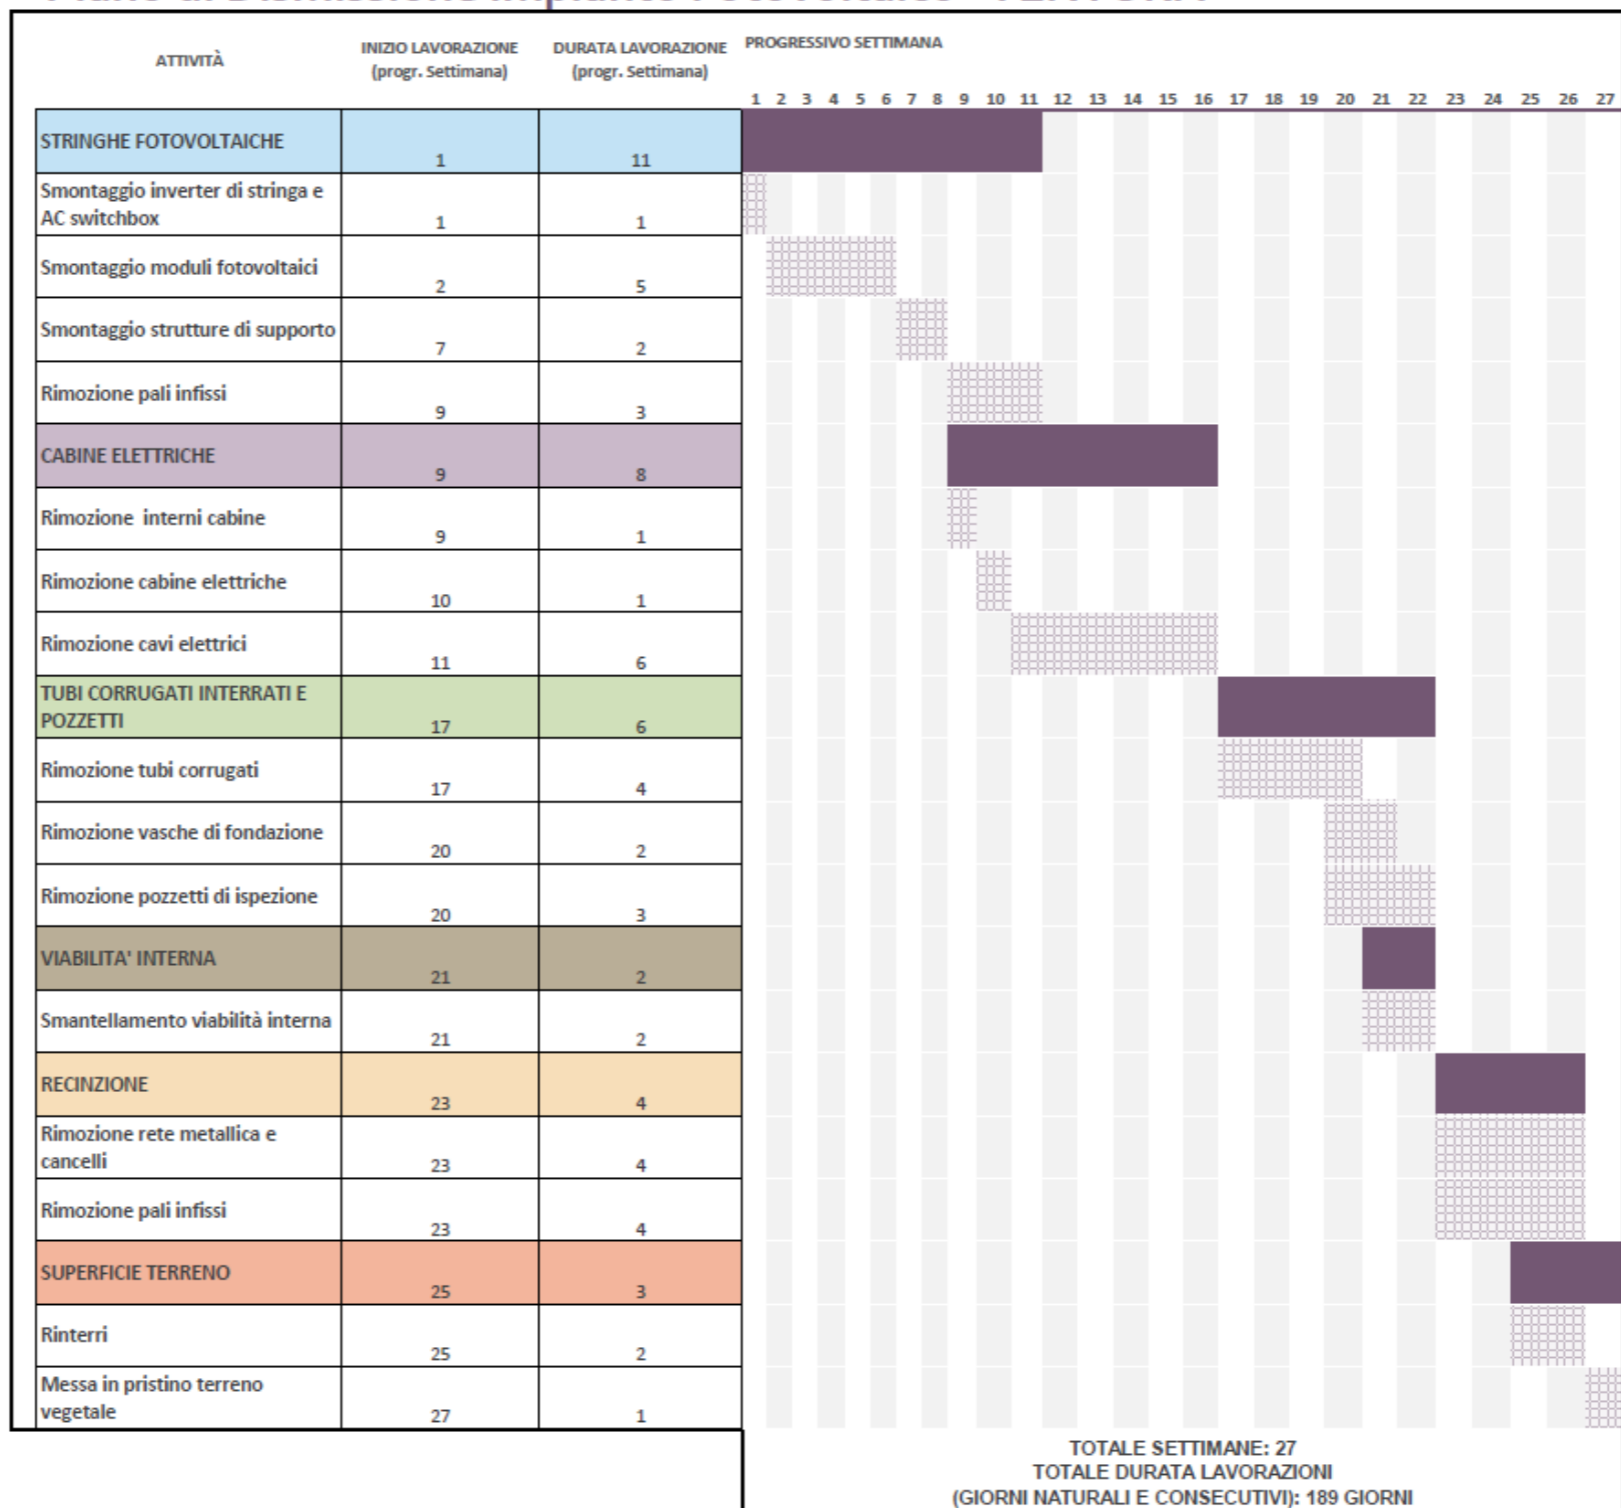 ATTIVITÀ
INIZIO LAVORAZIONE
(progr. Settimana)
DURATA LAVORAZIONE
(progr. Settimana)
PROGRESSIVO SETTIMANA
1 2 3 4 5 6 7 8 9 10 11 12 13 14 15 16 17 18 19 20 21 22 23 24 25 26 27
STRINGHE FOTOVOLTAICHE 1 11
Smontaggio inverter di stringa e
AC switchbox 1 1
Smontaggio moduli fotovoltaici 2 5
Smontaggio strutture di supporto 7 2
Rimozione pali infissi 9 3
CABINE ELETTRICHE 9 8
Rimozione interni cabine 9 1
Rimozione cabine elettriche 10 1
Rimozione cavi elettrici 11 6
TUBI CORRUGATI INTERRATI E
POZZETTI 17 6
Rimozione tubi corrugati 17 4
Rimozione vasche di fondazione 20 2
Rimozione pozzetti di ispezione 20 3
VIABILITA' INTERNA 21 2
Smantellamento viabilità interna 21 2
RECINZIONE 23 4
Rimozione rete metallica e
cancelli 23 4
Rimozione pali infissi 23 4
SUPERFICIE TERRENO 25 3
Rinterri 25 2
Messa in pristino terreno
vegetale 27 1
TOTALE SETTIMANE: 27
TOTALE DURATA LAVORAZIONI
(GIORNI NATURALI E CONSECUTIVI): 189 GIORNI